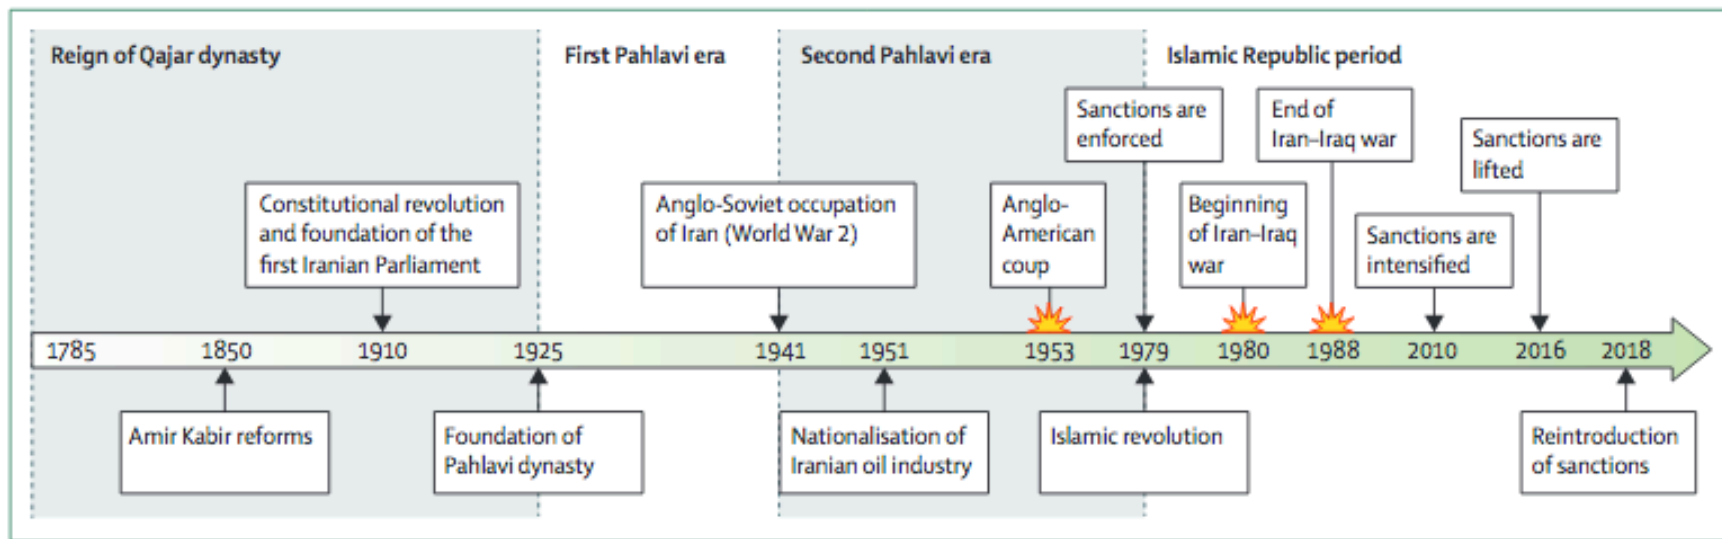 Reign of Qajar dynasty
First Pahlavi era
Second Pahlavi era
Islamic Republic period
Sanctions are
enforced
End of
Iran–Iraq war
Sanctions are
lifted
Constitutional revolution
and foundation of the
first Iranian Parliament
Anglo-Soviet occupation
of Iran (World War 2)
Anglo-
American
coup
Beginning
of Iran–Iraq
war
Sanctions are
intensified
1785 1850 1910 1925 1941 1951 1953 1979 1980 1988 2010 2016 2018
Amir Kabir reforms
Foundation of
Pahlavi dynasty
Nationalisation of
Iranian oil industry
Islamic revolution
Reintroduction
of sanctions